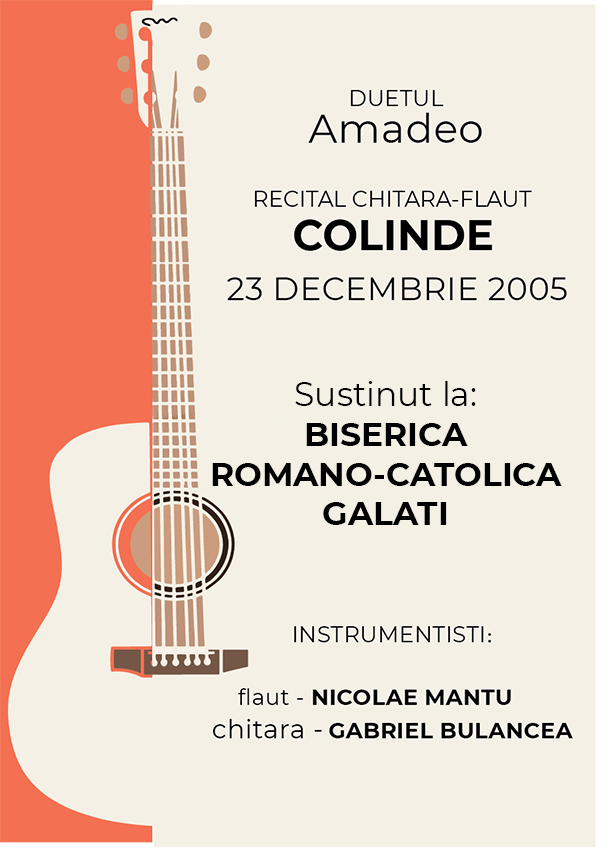 DUETUL
Amadeo
RECITAL CHITARA-FLAUT
COLINDE
23 DECEMBRIE 2005
Sustinut la:
BISERICA
ROMANO-CATOLICA
GALATI
INSTRUMENTISTI:
flaut - NICOLAE MANTU
chitara - GABRIEL BULANCEA